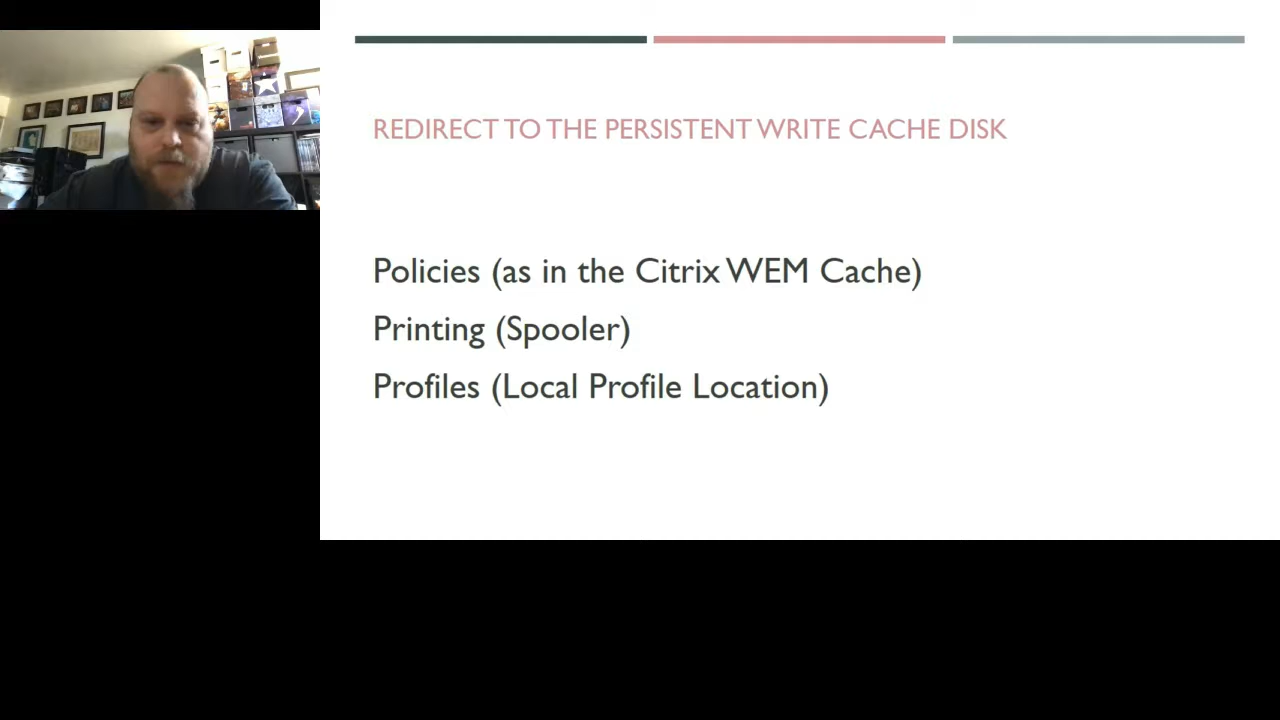 REDIRECT TO THE PERSISTENT WRITE CACHE DISK
Policies (as in the Citrix WEM Cache)
Printing (Spooler)
Profiles (Local Profile Location)